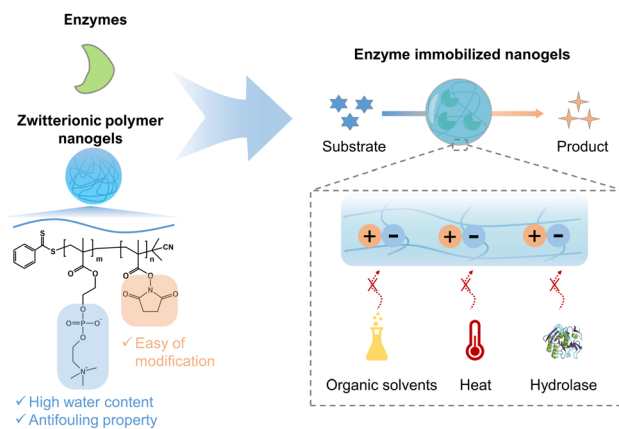 Enzymes
Zwitterionic polymer
nanogels
S
S
m
n
CN
O
O
O
O
O
N
O
O
O
P
O⁻
O
N⁺
✓ Easy of
modification
✓ High water content
✓ Antifouling property
Enzyme immobilized nanogels
Substrate
Product
+ -
+ -
+ -
Organic solvents
Heat
Hydrolase